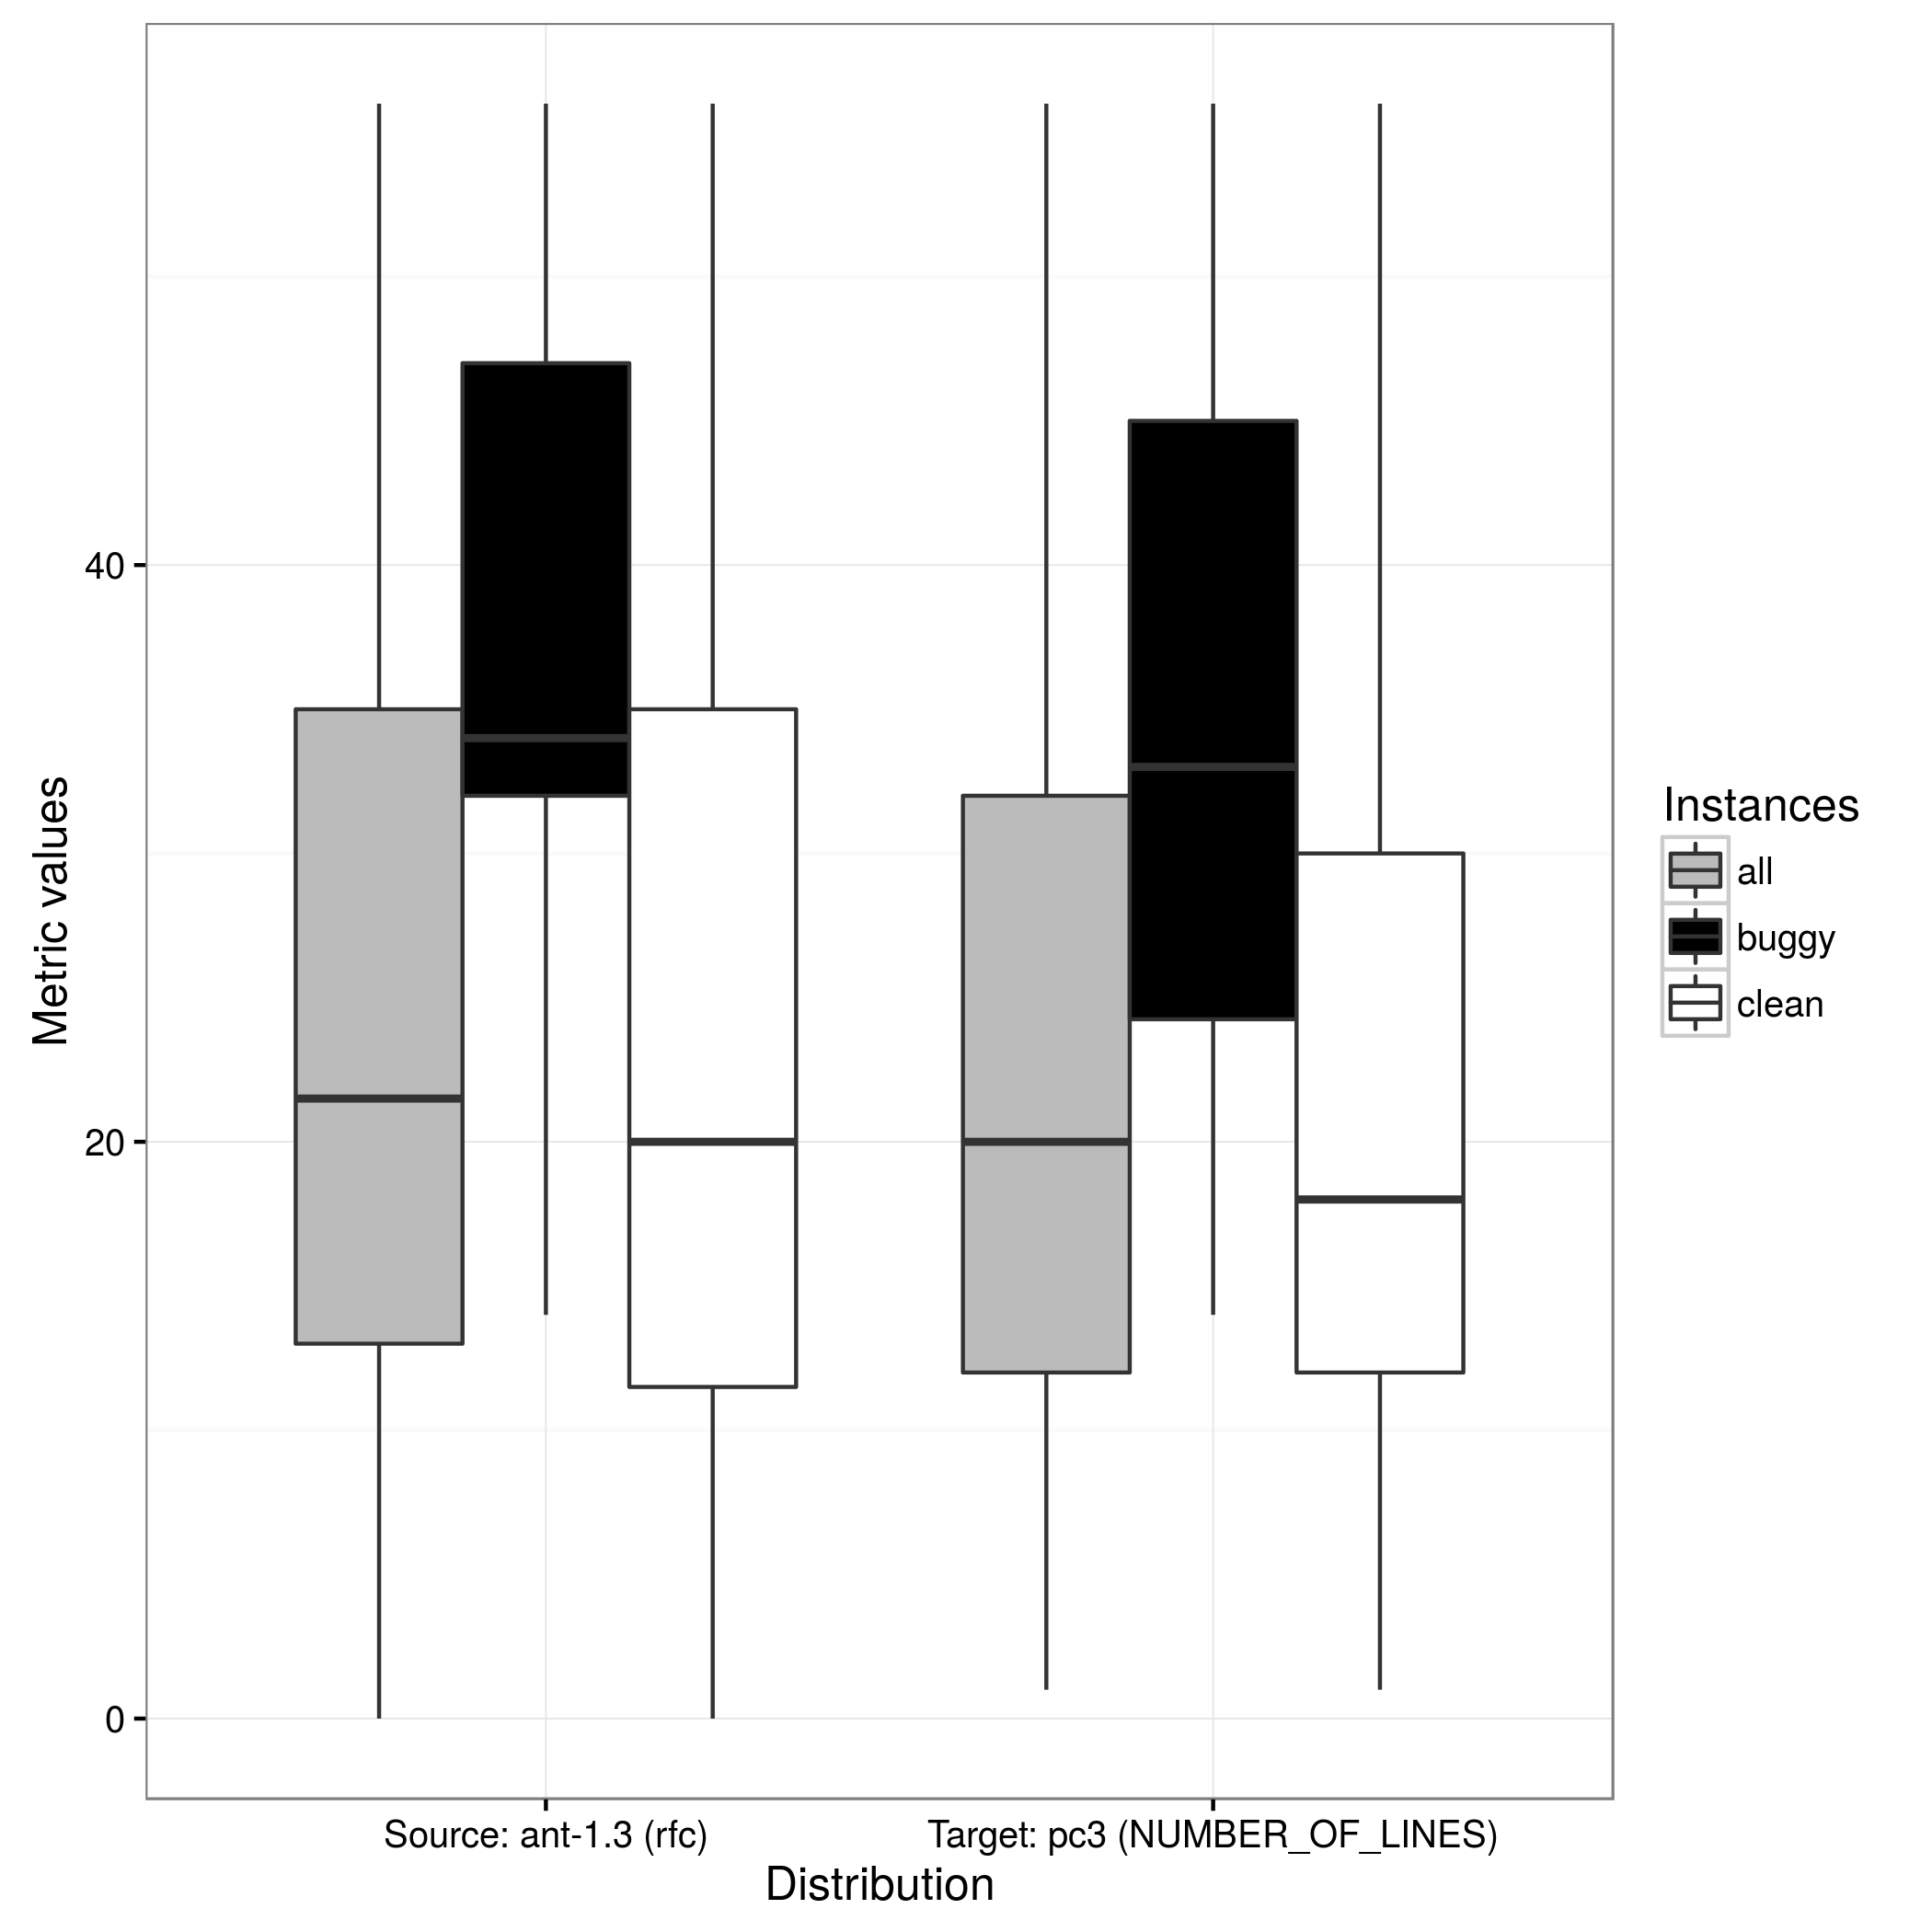 Metric values
40
20
0
Source: ant-1.3 (rfc)
Target: pc3 (NUMBER_OF_LINES)
Distribution
Instances
all
buggy
clean